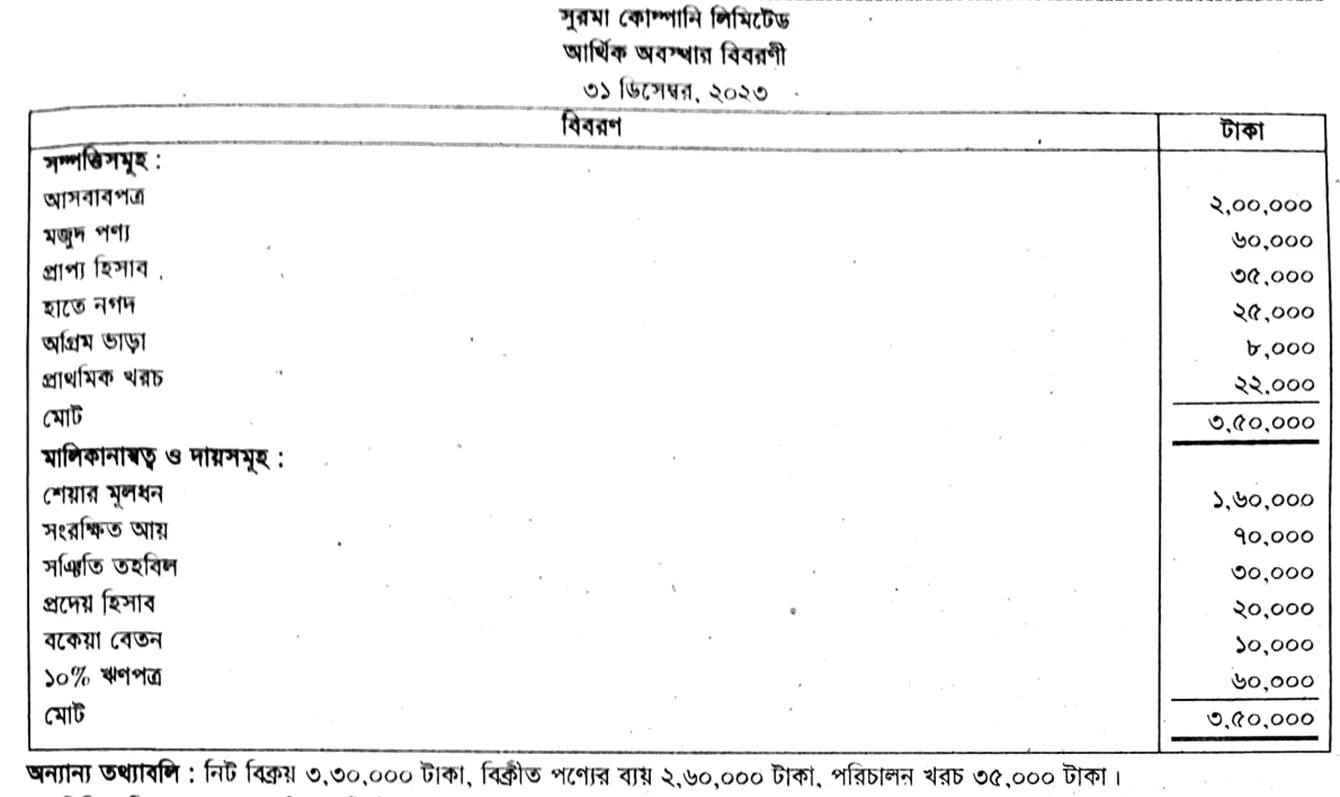 সুরমা কোম্পানি লিমিটেড
আর্থিক অবস্থার বিবরণী
৩১ ডিসেম্বর, ২০২৩
বিবরণ টাকা
সম্পত্তিসমূহ :
আসবাবপত্র ২,০০,০০০
মজুদ পণ্য ৬০,০০০
প্রাপ্য হিসাব ৩৫,০০০
হাতে নগদ ২৫,০০০
অগ্রিম ভাড়া ৮,০০০
প্রাথমিক খরচ ২২,০০০
মোট ৩,৫০,০০০
মালিকানাস্বত্ব ও দায়সমূহ :
শেয়ার মূলধন ১,৬০,০০০
সংরক্ষিত আয় ৭০,০০০
সঞ্চিতি তহবিল ৩০,০০০
প্রদেয় হিসাব ২০,০০০
বকেয়া বেতন ১০,০০০
১০% ঋণপত্র ৬০,০০০
মোট ৩,৫০,০০০
অন্যান্য তথ্যাবলি : নিট বিক্রয় ৩,৩০,০০০ টাকা, বিক্রীত পণ্যের ব্যয় ২,৬০,০০০ টাকা, পরিচালন খরচ ৩৫,০০০ টাকা।